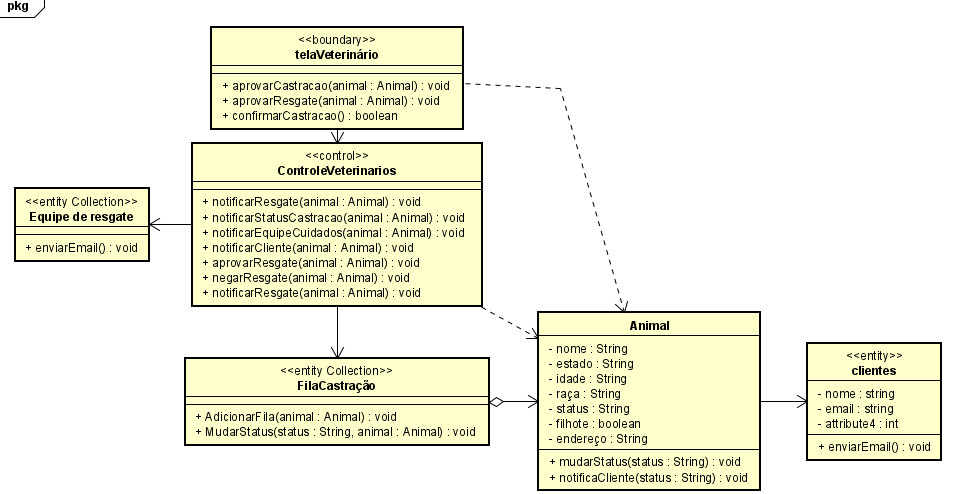 pkg
<<boundary>>
telaVeterinário
+ aprovarCastracao(animal : Animal) : void
+ aprovarResgate(animal : Animal) : void
+ confirmarCastracao() : boolean
<<control>>
ControleVeterinarios
+ notificarResgate(animal : Animal) : void
+ notificarStatusCastracao(animal : Animal) : void
+ notificarEquipeCuidados(animal : Animal) : void
+ notificarCliente(animal : Animal) : void
+ aprovarResgate(animal : Animal) : void
+ negarResgate(animal : Animal) : void
+ notificarResgate(animal : Animal) : void
<<entity Collection>>
Equipe de resgate
+ enviarEmail() : void
<<entity Collection>>
FilaCastração
+ AdicionarFila(animal : Animal) : void
+ MudarStatus(status : String, animal : Animal) : void
Animal
- nome : String
- estado : String
- idade : String
- raça : String
- status : String
- filhote : boolean
- endereço : String
+ mudarStatus(status : String) : void
+ notificaCliente(status : String) : void
<<entity>>
clientes
- nome : string
- email : string
- attribute4 : int
+ enviarEmail() : void